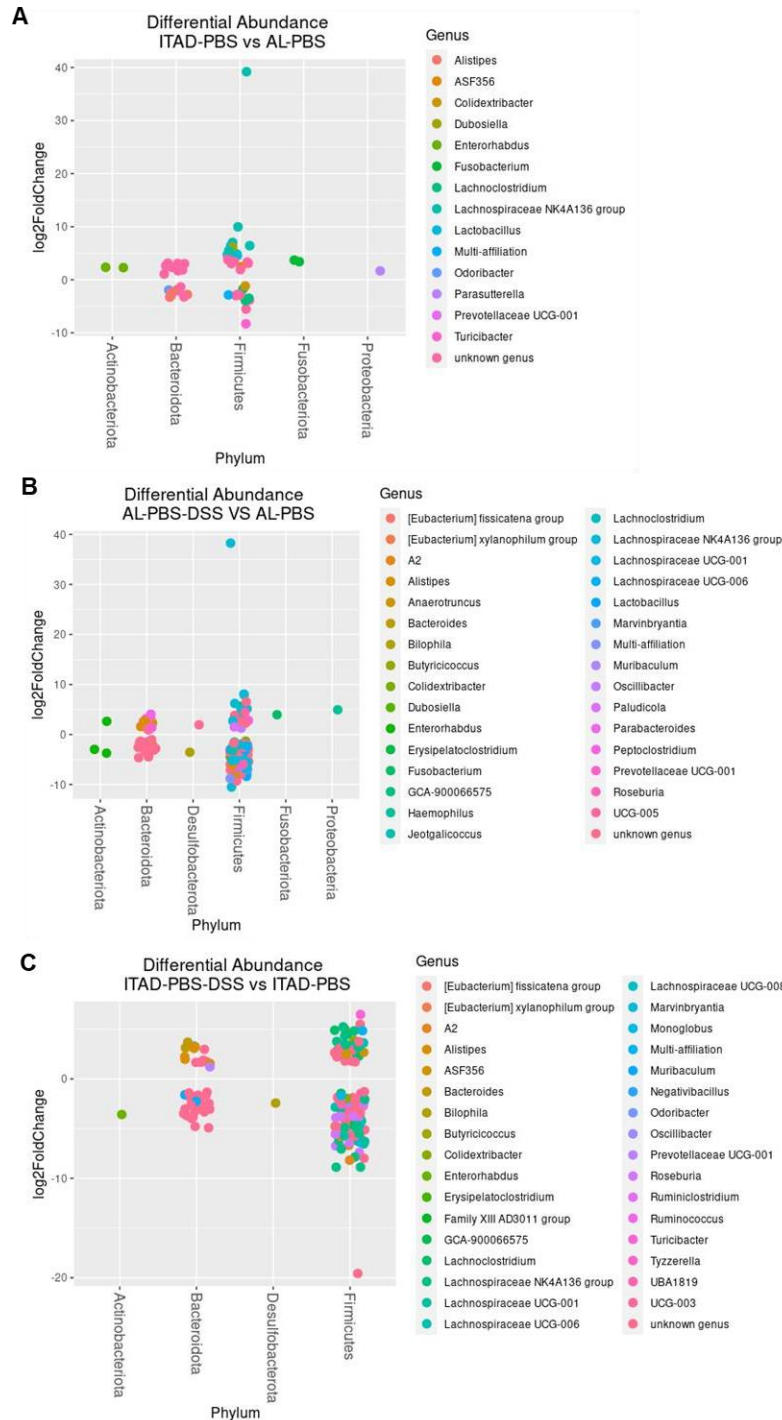 A
Differential Abundance
ITAD-PBS vs AL-PBS
log2FoldChange
40
30
20
10
0
-10
Actinobacteriota
Bacteroidota
Firmicutes
Fusobacteriota
Proteobacteria
Phylum
Genus
Alistipes
ASF356
Colidextribacter
Dubosiella
Enterorhabdus
Fusobacterium
Lachnoclostridium
Lachnospiraceae NK4A136 group
Lactobacillus
Multi-affiliation
Odoribacter
Parasutterella
Prevotellaceae UCG-001
Turicibacter
unknown genus
B
Differential Abundance
AL-PBS-DSS VS AL-PBS
log2FoldChange
40
30
20
10
0
-10
Actinobacteriota
Bacteroidota
Desulfobacterota
Firmicutes
Fusobacteriota
Proteobacteria
Phylum
Genus
[Eubacterium] fissicatena group
[Eubacterium] xylanophilum group
A2
Alistipes
Anaerotruncus
Bacteroides
Bilophila
Butyricicoccus
Colidextribacter
Dubosiella
Enterorhabdus
Erysipelatoclostridium
Fusobacterium
GCA-900066575
Haemophilus
Jeotgalicoccus
Lachnoclostridium
Lachnospiraceae NK4A136 group
Lachnospiraceae UCG-001
Lachnospiraceae UCG-006
Lactobacillus
Marvinbryantia
Multi-affiliation
Muribaculum
Oscillibacter
Paludicola
Parabacteroides
Peptoclostridium
Prevotellaceae UCG-001
Roseburia
UCG-005
unknown genus
C
Differential Abundance
ITAD-PBS-DSS vs ITAD-PBS
log2FoldChange
0
-10
-20
Actinobacteriota
Bacteroidota
Desulfobacterota
Firmicutes
Phylum
Genus
[Eubacterium] fissicatena group
[Eubacterium] xylanophilum group
A2
Alistipes
ASF356
Bacteroides
Bilophila
Butyricicoccus
Colidextribacter
Enterorhabdus
Erysipelatoclostridium
Family XIII AD3011 group
GCA-900066575
Lachnoclostridium
Lachnospiraceae NK4A136 group
Lachnospiraceae UCG-001
Lachnospiraceae UCG-006
Lachnospiraceae UCG-008
Marvinbryantia
Monoglobus
Multi-affiliation
Muribaculum
Negativibacillus
Odoribacter
Oscillibacter
Prevotellaceae UCG-001
Roseburia
Ruminiclostridium
Ruminococcus
Turicibacter
Tyzzerella
UBA1819
UCG-003
unknown genus